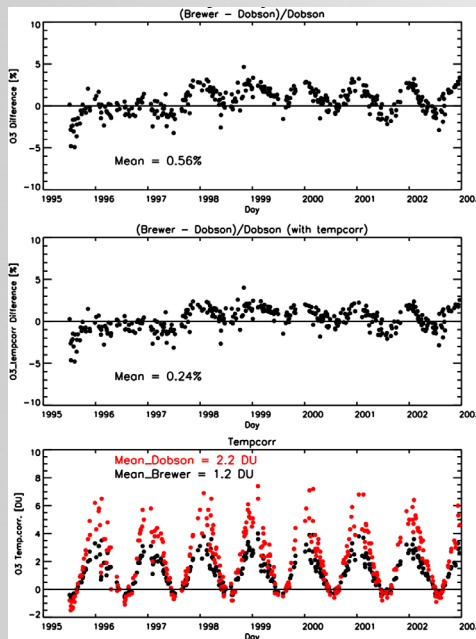 (Brewer - Dobson)/Dobson
O3 Difference [%]
10
5
0
-5
-10
Mean = 0.56%
1995 1996 1997 1998 1999 2000 2001 2002 200
Day
(Brewer - Dobson)/Dobson (with tempcorr)
O3_tempcorr Difference [%]
10
5
0
-5
-10
Mean = 0.24%
1995 1996 1997 1998 1999 2000 2001 2002 200
Day
Tempcorr
O3 Temp.corr. [DU]
10
8
6
4
2
0
-2
Mean_Dobson = 2.2 DU
Mean_Brewer = 1.2 DU
1995 1996 1997 1998 1999 2000 2001 2002 200
Day